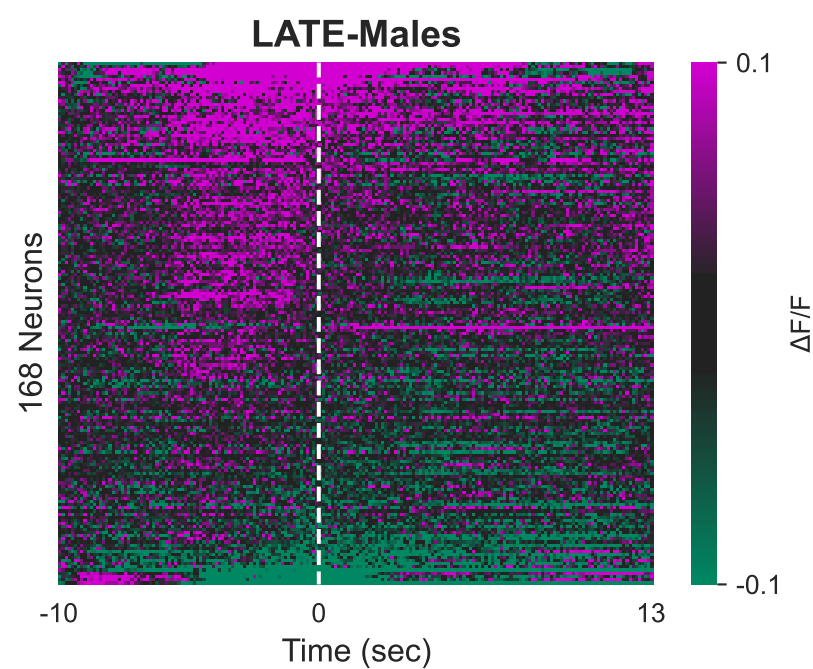 LATE-Males
0.1
168 Neurons
ΔF/F
-0.1
-10
0
13
Time (sec)